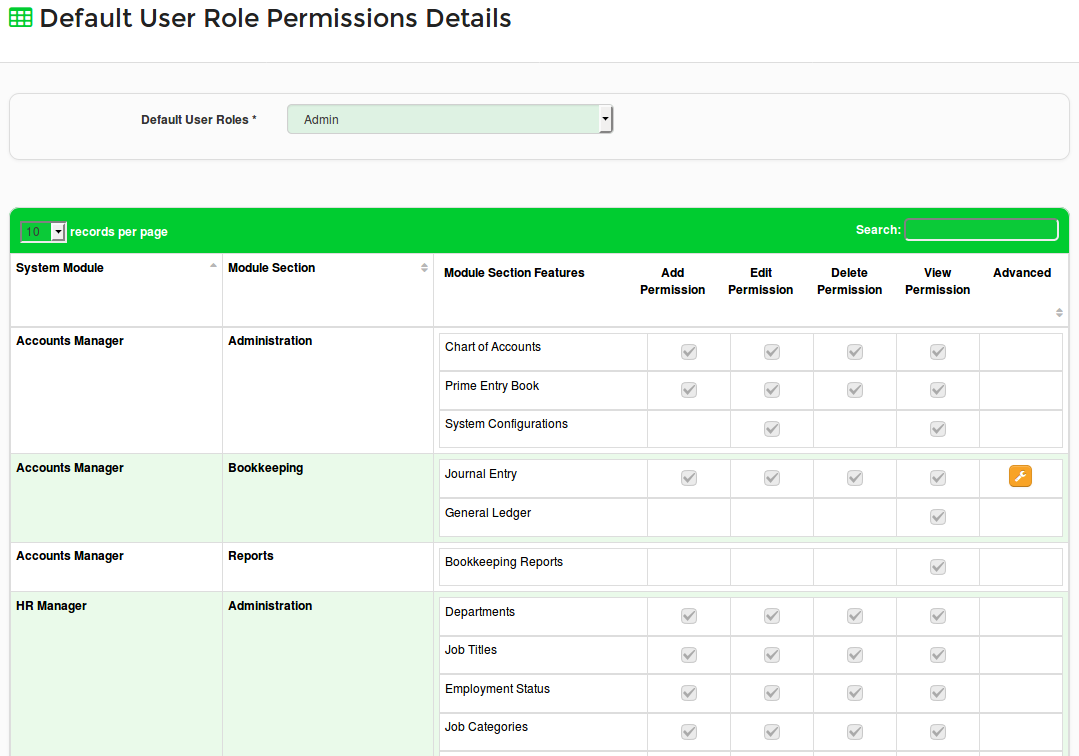 Default User Role Permissions Details
Default User Roles * Admin
10 records per page Search:
System Module Module Section Module Section Features Add Permission Edit Permission Delete Permission View Permission Advanced
Accounts Manager Administration Chart of Accounts
Prime Entry Book
System Configurations
Accounts Manager Bookkeeping Journal Entry
General Ledger
Accounts Manager Reports Bookkeeping Reports
HR Manager Administration Departments
Job Titles
Employment Status
Job Categories